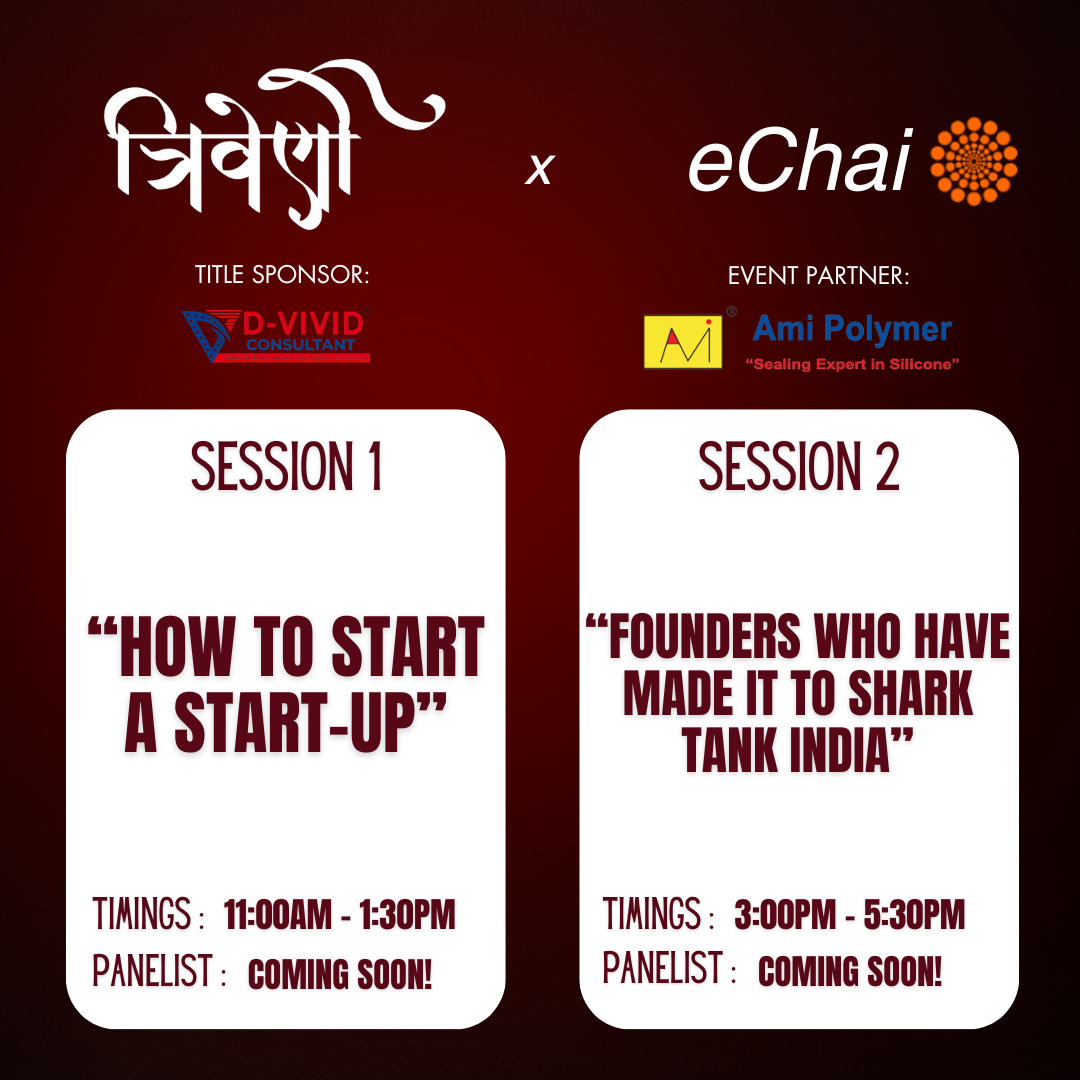 त्रिवेणी
x
eChai
TITLE SPONSOR:
D-VIVID
CONSULTANT
EVENT PARTNER:
AMi ®
Ami Polymer
“Sealing Expert in Silicone”
SESSION 1
“HOW TO START
A START-UP”
TIMINGS : 11:00AM - 1:30PM
PANELIST : COMING SOON!
SESSION 2
“FOUNDERS WHO HAVE
MADE IT TO SHARK
TANK INDIA”
TIMINGS : 3:00PM - 5:30PM
PANELIST : COMING SOON!